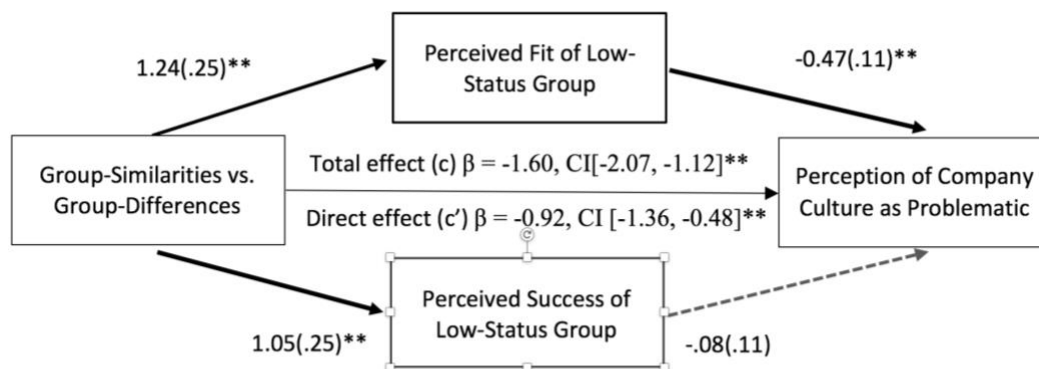 Perceived Fit of Low-
Status Group
1.24(.25)**
-0.47(.11)**
Group-Similarities vs.
Group-Differences
Total effect (c) β = -1.60, CI[-2.07, -1.12]**
Direct effect (c’) β = -0.92, CI [-1.36, -0.48]**
Perception of Company
Culture as Problematic
Perceived Success of
Low-Status Group
1.05(.25)**
-.08(.11)